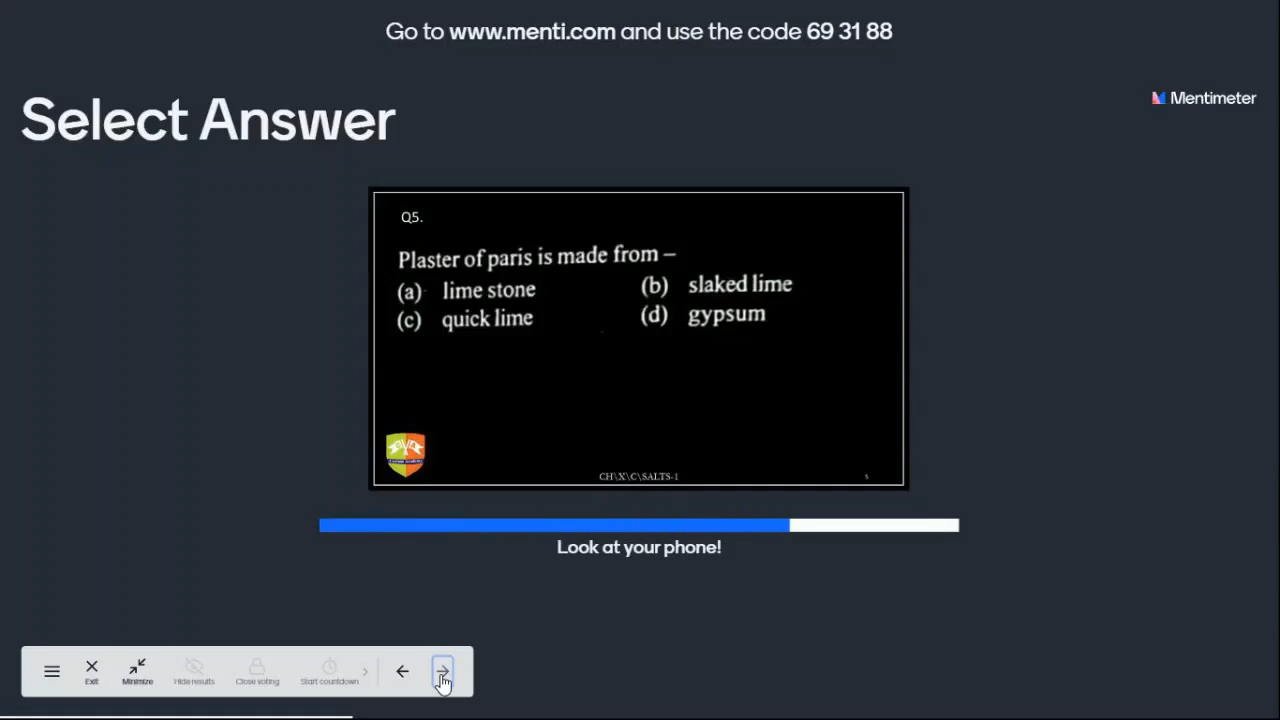 Go to www.menti.com and use the code 69 31 88
Mentimeter
Select Answer
Q5.
Plaster of paris is made from –
(a) lime stone (b) slaked lime
(c) quick lime (d) gypsum
CH\X\C\SALTS-1 5
Look at your phone!
Exit Minimize Hide results Close voting Start countdown